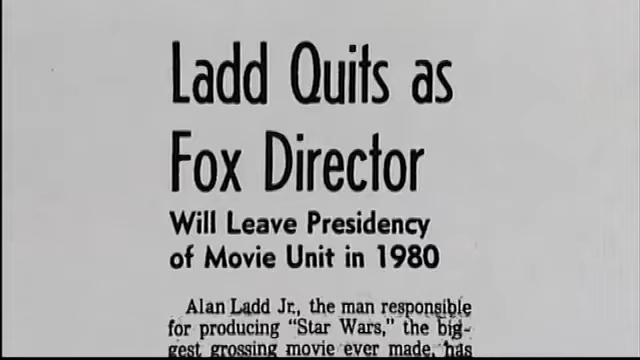 Ladd Quits as
Fox Director
Will Leave Presidency
of Movie Unit in 1980
Alan Ladd Jr., the man responsible
for producing "Star Wars," the big-
gest grossing movie ever made, has